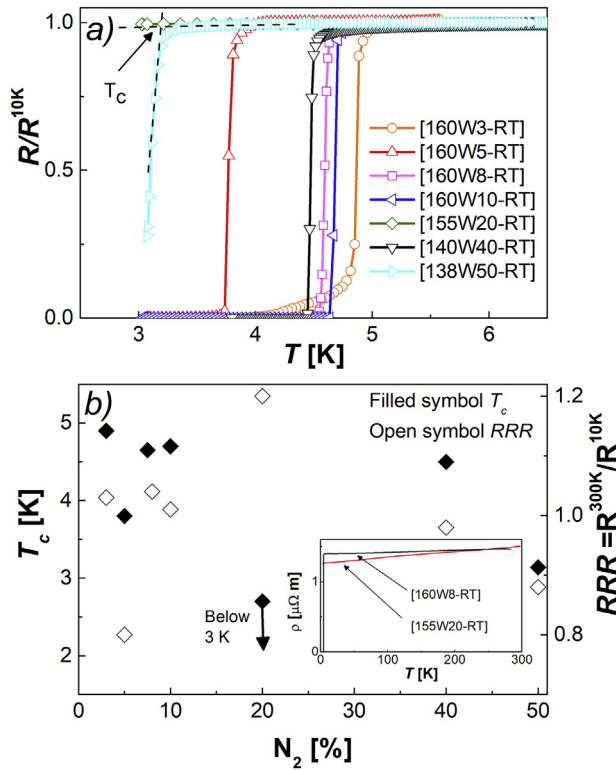 a)
1.0
0.5
0.0
R/R^10K
T_C
[160W3-RT]
[160W5-RT]
[160W8-RT]
[160W10-RT]
[155W20-RT]
[140W40-RT]
[138W50-RT]
3 4 5 6
T [K]
b)
Filled symbol T_c
Open symbol RRR
5
4
3
2
T_c [K]
1.2
1.0
0.8
RRR =R^300K/R^10K
Below
3 K
1
ρ [μΩ m]
[160W8-RT]
[155W20-RT]
0 100 200 300
T [K]
0 10 20 30 40 50
N_2 [%]